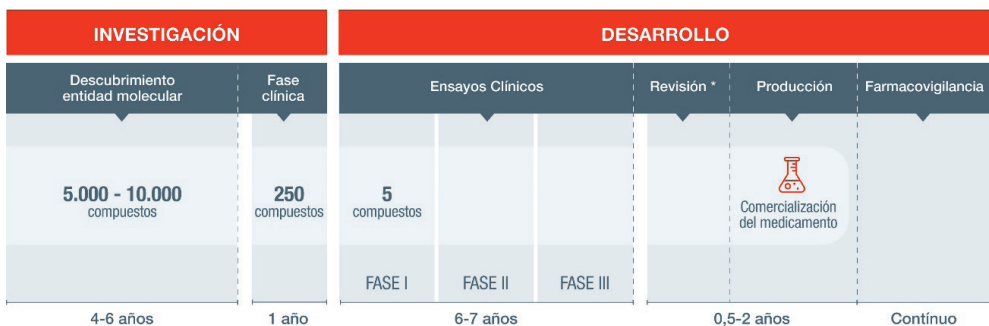 INVESTIGACIÓN
DESARROLLO
Descubrimiento
entidad molecular
Fase
clínica
Ensayos Clínicos
Revisión *
Producción
Farmacovigilancia
5.000 - 10.000
compuestos
250
compuestos
5
compuestos
Comercialización
del medicamento
FASE I
FASE II
FASE III
4-6 años
1 año
6-7 años
0,5-2 años
Contínuo